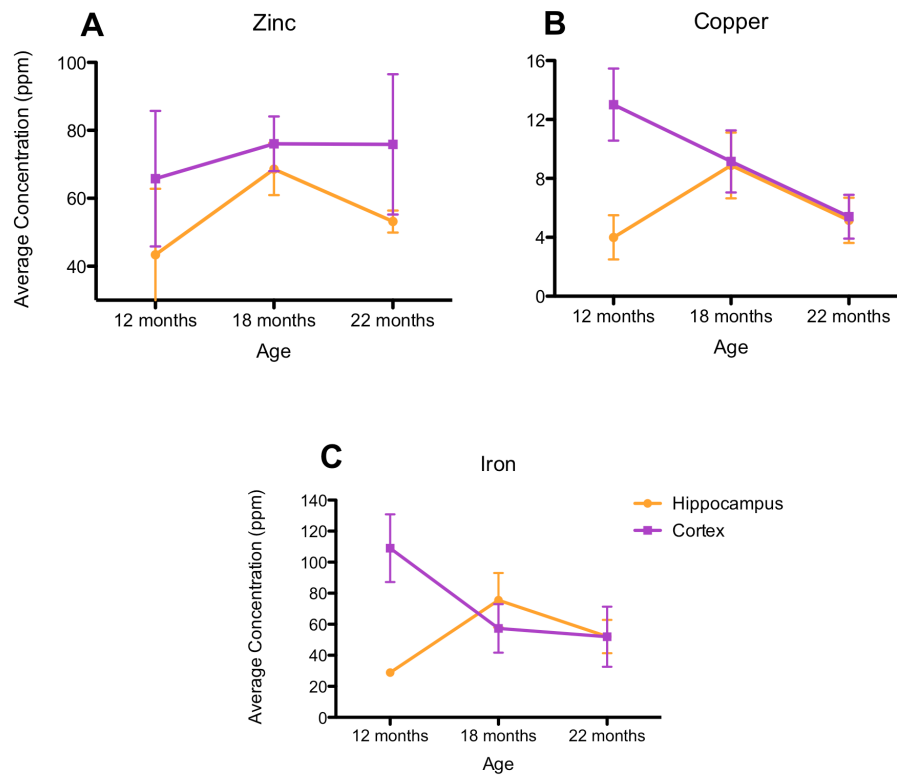 A
Zinc
Average Concentration (ppm)
100
80
60
40
12 months
18 months
22 months
Age
B
Copper
16
12
8
4
0
12 months
18 months
22 months
Age
C
Iron
Average Concentration (ppm)
140
120
100
80
60
40
20
0
12 months
18 months
22 months
Age
Hippocampus
Cortex